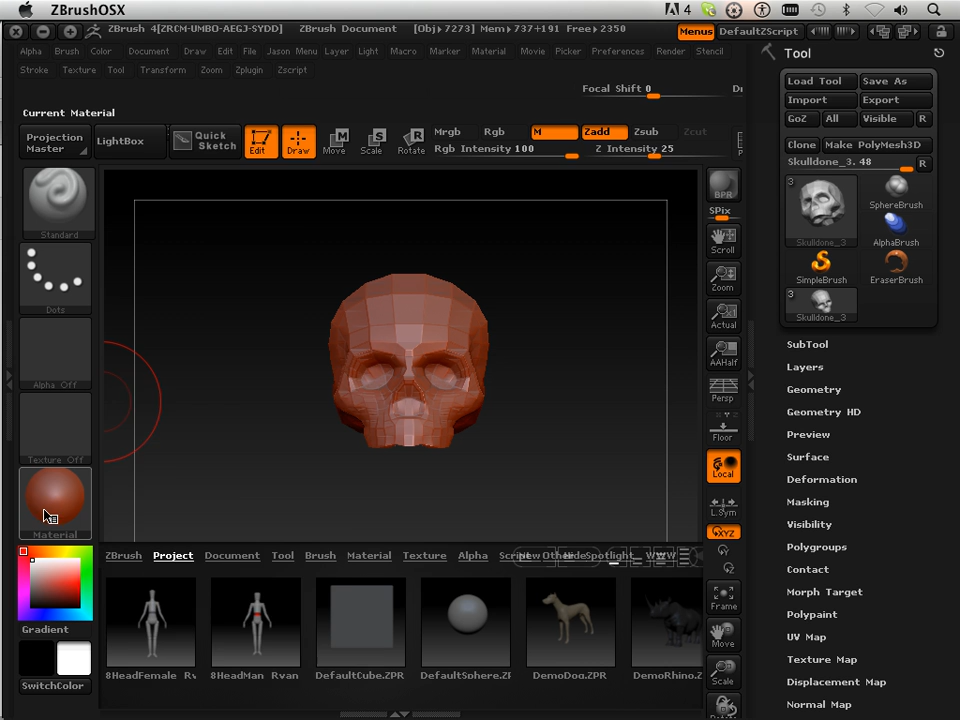 ZBrushOSX 4
ZBrush 4[ZRCM-UMBO-AEGJ-SYDD] ZBrush Document [Obj+7273] Mem+737+191 Free+2350 Menus DefaultZScript
Alpha Brush Color Document Draw Edit File Jason Menu Layer Light Macro Marker Material Movie Picker Preferences Render Stencil
Stroke Texture Tool Transform Zoom Zplugin Zscript
Focal Shift 0
Current Material
Projection Master LightBox Quick Sketch Edit Draw Move Scale Rotate
Mrgb Rgb M Zadd Zsub Zcut
Rgb Intensity 100 Z Intensity 25
Standard
Dots
Alpha Off
Texture Off
Material
Gradient
SwitchColor
BPR
SPix
Scroll
Zoom
Actual
AAHalf
Persp
Floor
Local
L.Sym
XYZ
Frame
Move
Scale
ZBrush Project Document Tool Brush Material Texture Alpha
8HeadFemale_Rv 8HeadMan_Rvan DefaultCube.ZPR DefaultSphere.Z DemoDog.ZPR DemoRhino.Z
Tool
Load Tool Save As
Import Export
GoZ All Visible R
Clone Make PolyMesh3D
Skulldone_3. 48 R
3
Skulldone_3
SphereBrush
AlphaBrush
SimpleBrush
EraserBrush
3
Skulldone_3
SubTool
Layers
Geometry
Geometry HD
Preview
Surface
Deformation
Masking
Visibility
Polygroups
Contact
Morph Target
Polypaint
UV Map
Texture Map
Displacement Map
Normal Map